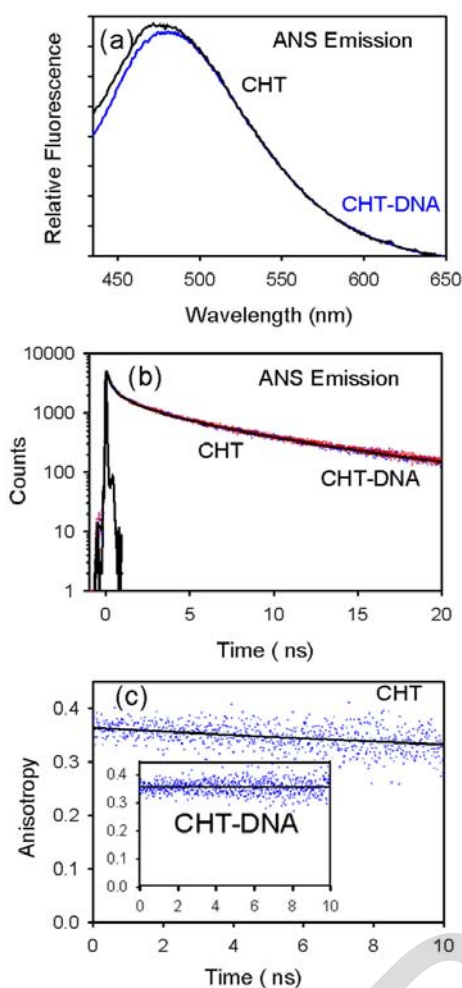 (a) ANS Emission
CHT
CHT-DNA
Relative Fluorescence
450 500 550 600 650
Wavelength (nm)
10000
(b) ANS Emission
1000
CHT
100
CHT-DNA
Counts
10
1
0 5 10 15 20
Time ( ns)
(c) CHT
0.4
0.3
0.2
0.1
0.0
Anisotropy
0.4
0.3
0.2
0.1
0.0
CHT-DNA
0 2 4 6 8 10
0 2 4 6 8 10
Time ( ns)